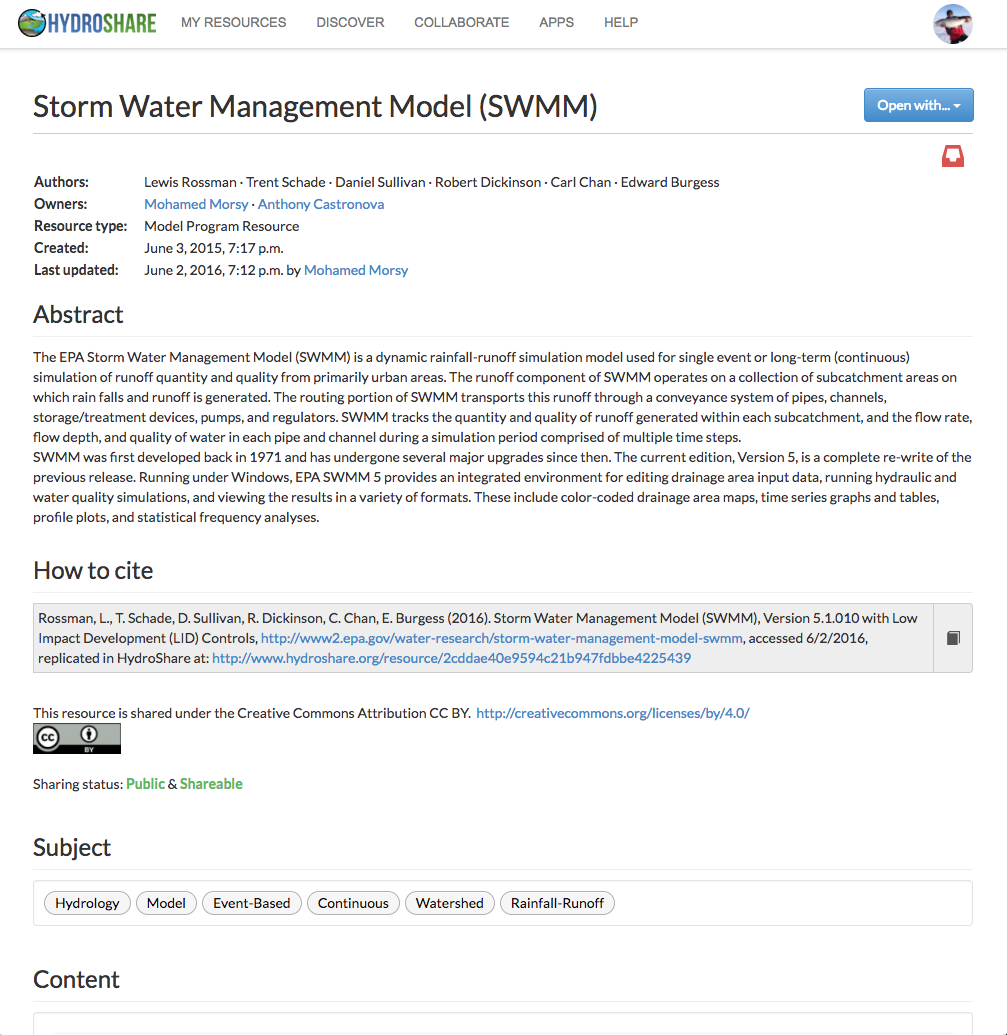 HYDROSHARE MY RESOURCES DISCOVER COLLABORATE APPS HELP
Storm Water Management Model (SWMM)
Open with...
Authors: Lewis Rossman · Trent Schade · Daniel Sullivan · Robert Dickinson · Carl Chan · Edward Burgess
Owners: Mohamed Morsy · Anthony Castronova
Resource type: Model Program Resource
Created: June 3, 2015, 7:17 p.m.
Last updated: June 2, 2016, 7:12 p.m. by Mohamed Morsy
Abstract
The EPA Storm Water Management Model (SWMM) is a dynamic rainfall-runoff simulation model used for single event or long-term (continuous)
simulation of runoff quantity and quality from primarily urban areas. The runoff component of SWMM operates on a collection of subcatchment areas on
which rain falls and runoff is generated. The routing portion of SWMM transports this runoff through a conveyance system of pipes, channels,
storage/treatment devices, pumps, and regulators. SWMM tracks the quantity and quality of runoff generated within each subcatchment, and the flow rate,
flow depth, and quality of water in each pipe and channel during a simulation period comprised of multiple time steps.
SWMM was first developed back in 1971 and has undergone several major upgrades since then. The current edition, Version 5, is a complete re-write of the
previous release. Running under Windows, EPA SWMM 5 provides an integrated environment for editing drainage area input data, running hydraulic and
water quality simulations, and viewing the results in a variety of formats. These include color-coded drainage area maps, time series graphs and tables,
profile plots, and statistical frequency analyses.
How to cite
Rossman, L., T. Schade, D. Sullivan, R. Dickinson, C. Chan, E. Burgess (2016). Storm Water Management Model (SWMM), Version 5.1.010 with Low
Impact Development (LID) Controls, http://www2.epa.gov/water-research/storm-water-management-model-swmm, accessed 6/2/2016,
replicated in HydroShare at: http://www.hydroshare.org/resource/2cddae40e9594c21b947fdbbe4225439
This resource is shared under the Creative Commons Attribution CC BY. http://creativecommons.org/licenses/by/4.0/
cc BY
Sharing status: Public & Shareable
Subject
Hydrology Model Event-Based Continuous Watershed Rainfall-Runoff
Content